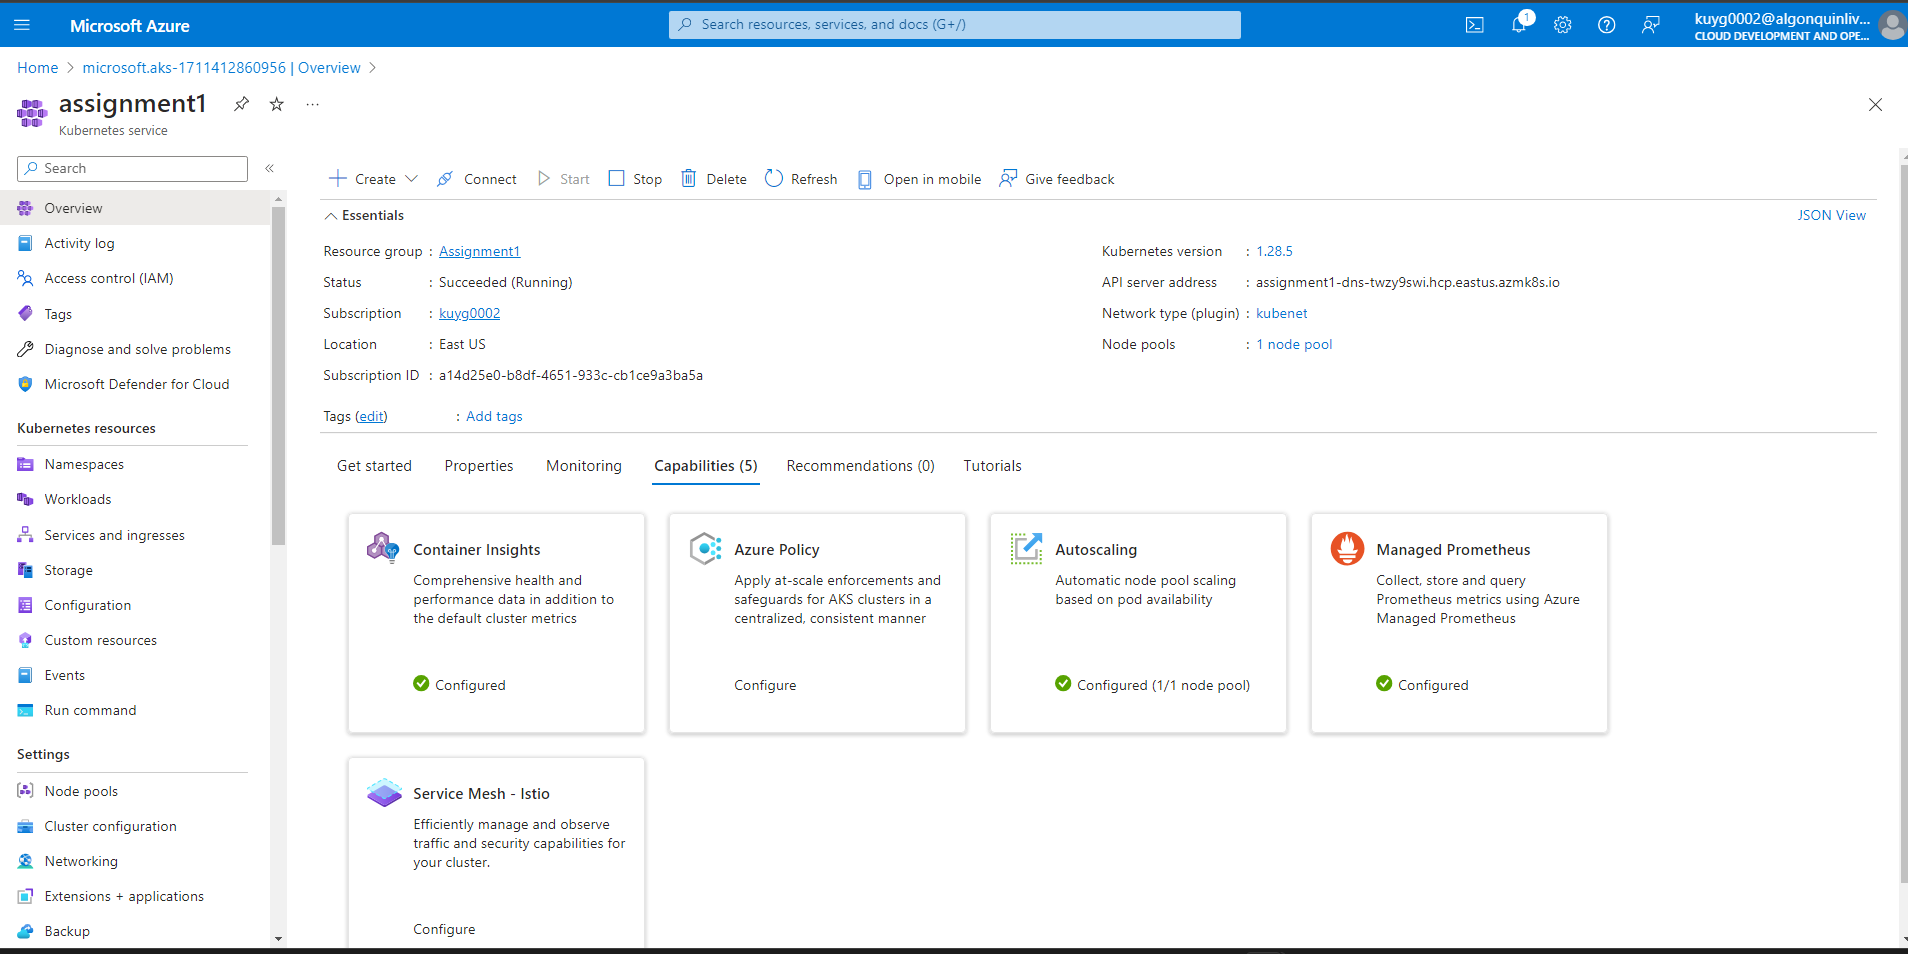 Microsoft Azure
Search resources, services, and docs (G+/)
1
kuyg0002@algonquinliv...
CLOUD DEVELOPMENT AND OPE...
Home > microsoft.aks-1711412860956 | Overview >
assignment1
...
Kubernetes service
Search
«
Create
Connect
Start
Stop
Delete
Refresh
Open in mobile
Give feedback
Overview
Activity log
Access control (IAM)
Tags
Diagnose and solve problems
Microsoft Defender for Cloud
Kubernetes resources
Namespaces
Workloads
Services and ingresses
Storage
Configuration
Custom resources
Events
Run command
Settings
Node pools
Cluster configuration
Networking
Extensions + applications
Backup
Essentials
JSON View
Resource group : Assignment1
Status : Succeeded (Running)
Subscription : kuyg0002
Location : East US
Subscription ID : a14d25e0-b8df-4651-933c-cb1ce9a3ba5a
Kubernetes version : 1.28.5
API server address : assignment1-dns-twzy9swi.hcp.eastus.azmk8s.io
Network type (plugin) : kubenet
Node pools : 1 node pool
Tags (edit) : Add tags
Get started
Properties
Monitoring
Capabilities (5)
Recommendations (0)
Tutorials
Container Insights
Comprehensive health and
performance data in addition to
the default cluster metrics
Configured
Azure Policy
Apply at-scale enforcements and
safeguards for AKS clusters in a
centralized, consistent manner
Configure
Autoscaling
Automatic node pool scaling
based on pod availability
Configured (1/1 node pool)
Managed Prometheus
Collect, store and query
Prometheus metrics using Azure
Managed Prometheus
Configured
Service Mesh - Istio
Efficiently manage and observe
traffic and security capabilities for
your cluster.
Configure